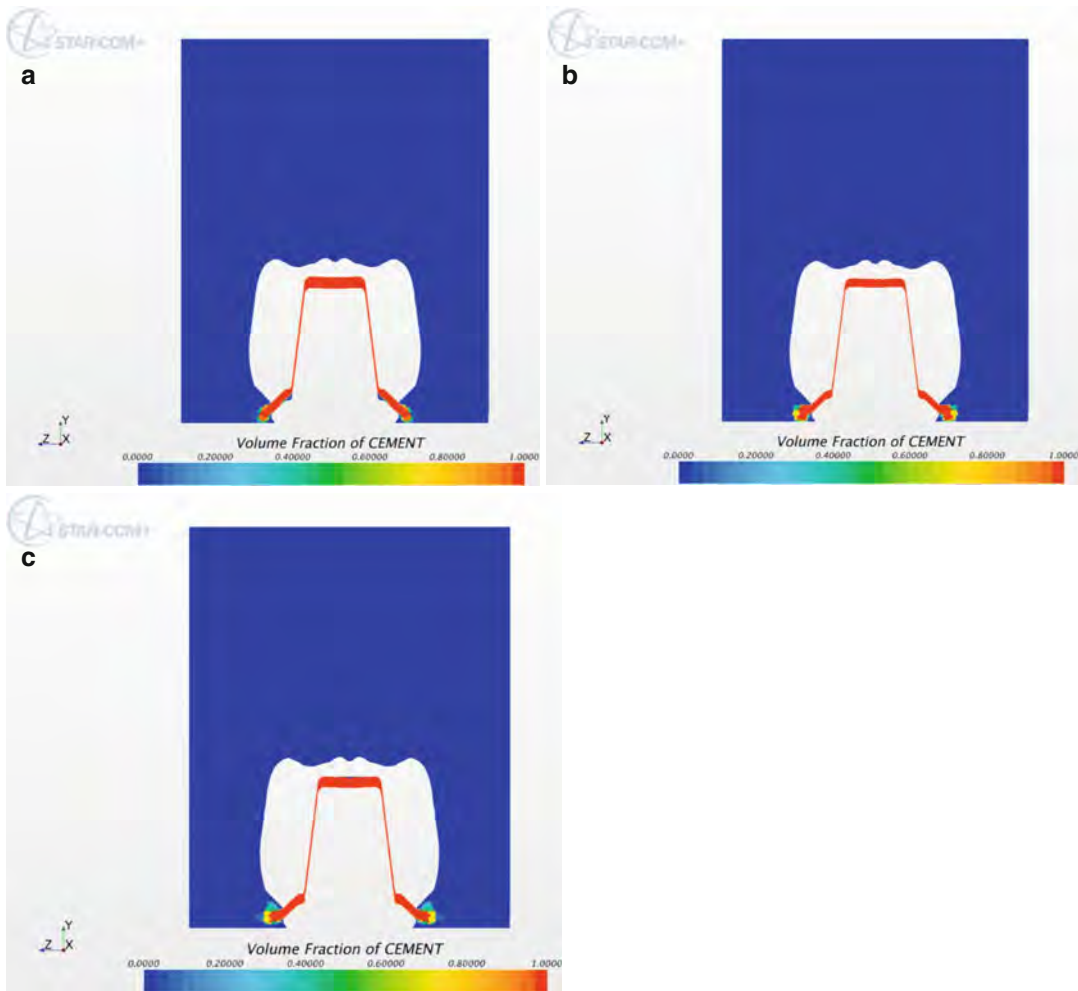 STAR-CCM+
a
Y
Z X
Volume Fraction of CEMENT
0.0000 0.20000 0.40000 0.60000 0.80000 1.0000
STAR-CCM+
b
Y
Z X
Volume Fraction of CEMENT
0.0000 0.20000 0.40000 0.60000 0.80000 1.0000
STAR-CCM+
c
Y
Z X
Volume Fraction of CEMENT
0.0000 0.20000 0.40000 0.60000 0.80000 1.0000